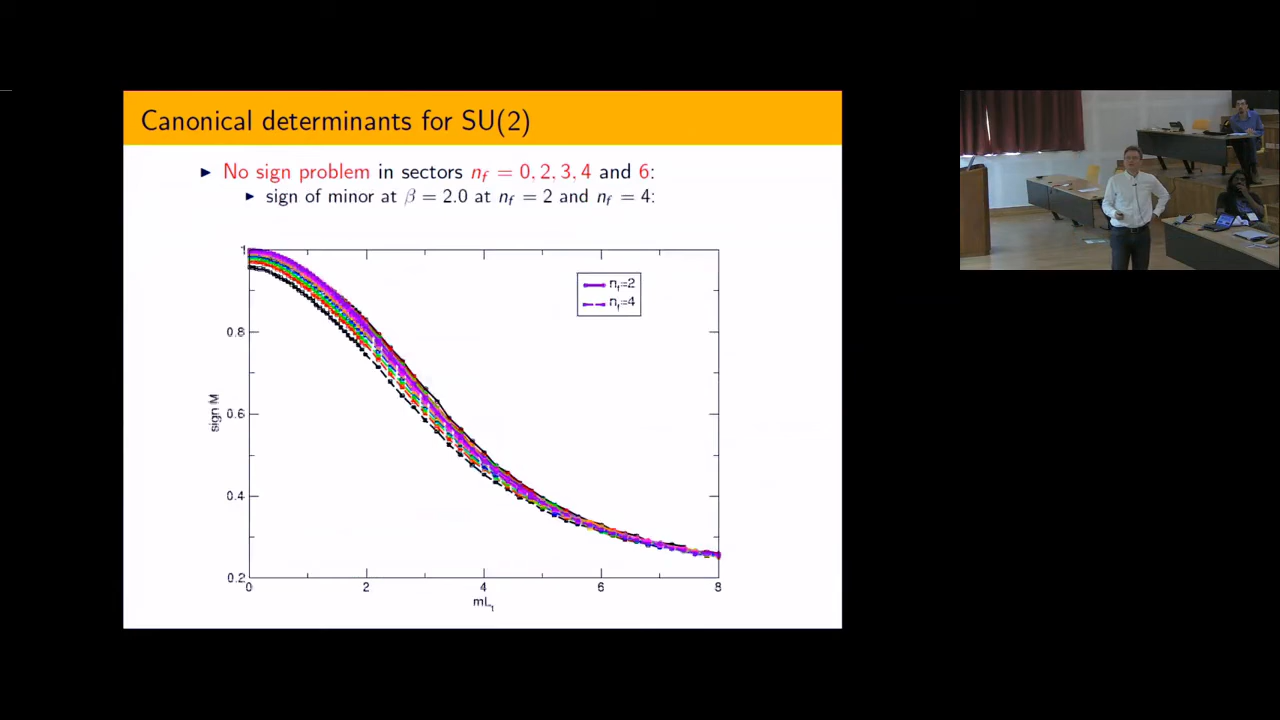 Canonical determinants for SU(2)
No sign problem in sectors n_f = 0, 2, 3, 4 and 6:
sign of minor at β = 2.0 at n_f = 2 and n_f = 4:
1
0.8
0.6
0.4
0.2
sign M
n_f=2
n_f=4
0 2 4 6 8
mL_t